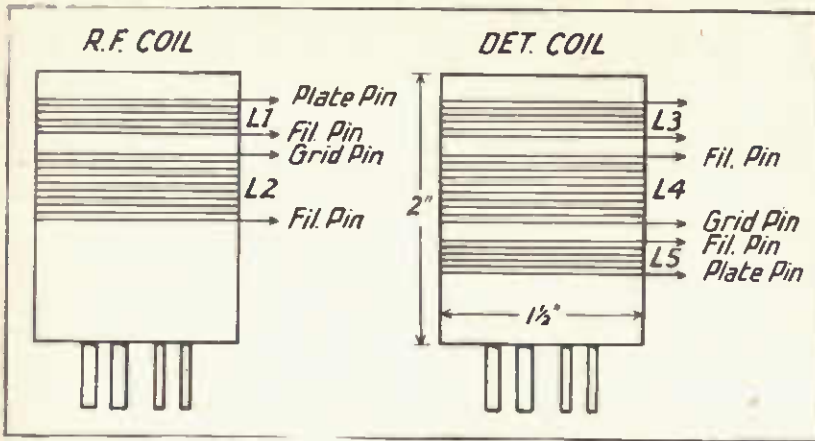 R.F. COIL
Plate Pin
L1
Fil. Pin
Grid Pin
L2
Fil. Pin
DET. COIL
L3
Fil. Pin
L4
2"
Grid Pin
Fil. Pin
L5
Plate Pin
1½"